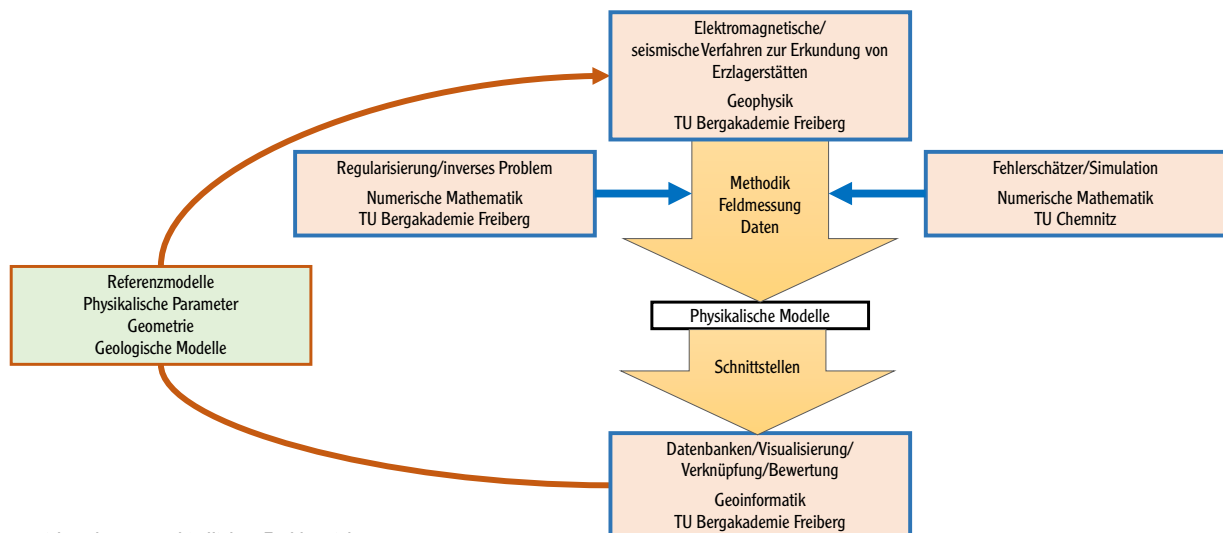 Elektromagnetische/
seismische Verfahren zur Erkundung von
Erzlagerstätten
Geophysik
TU Bergakademie Freiberg
Regularisierung/inverses Problem
Numerische Mathematik
TU Bergakademie Freiberg
Methodik
Feldmessung
Daten
Fehlerschätzer/Simulation
Numerische Mathematik
TU Chemnitz
Referenzmodelle
Physikalische Parameter
Geometrie
Geologische Modelle
Physikalische Modelle
Schnittstellen
Datenbanken/Visualisierung/
Verknüpfung/Bewertung
Geoinformatik
TU Bergakademie Freiberg